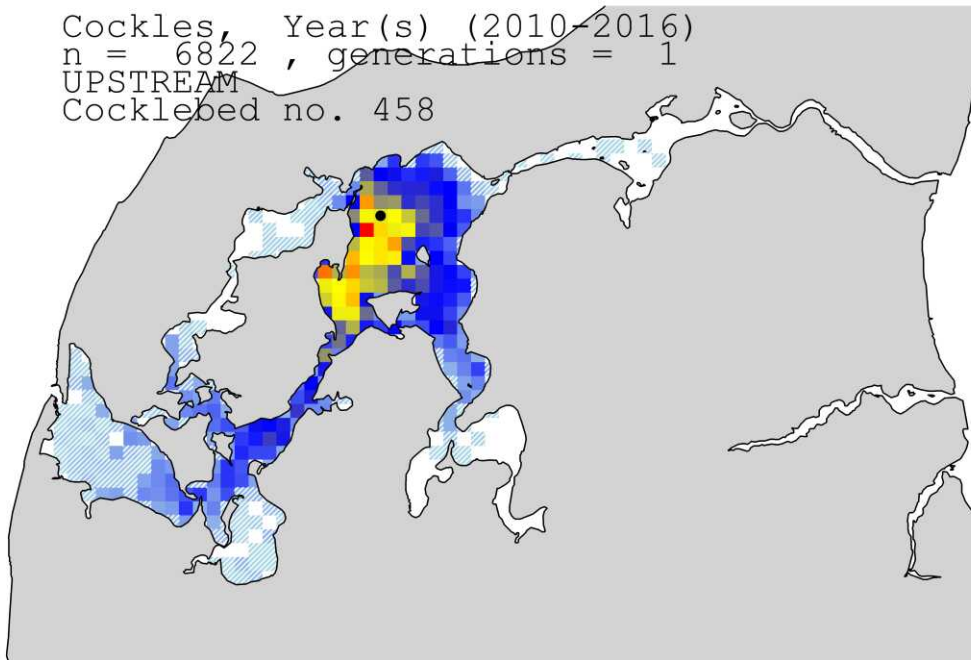 Cockles, Year(s) (2010-2016)
n = 6822 , generations = 1
UPSTREAM
Cocklebed no. 458